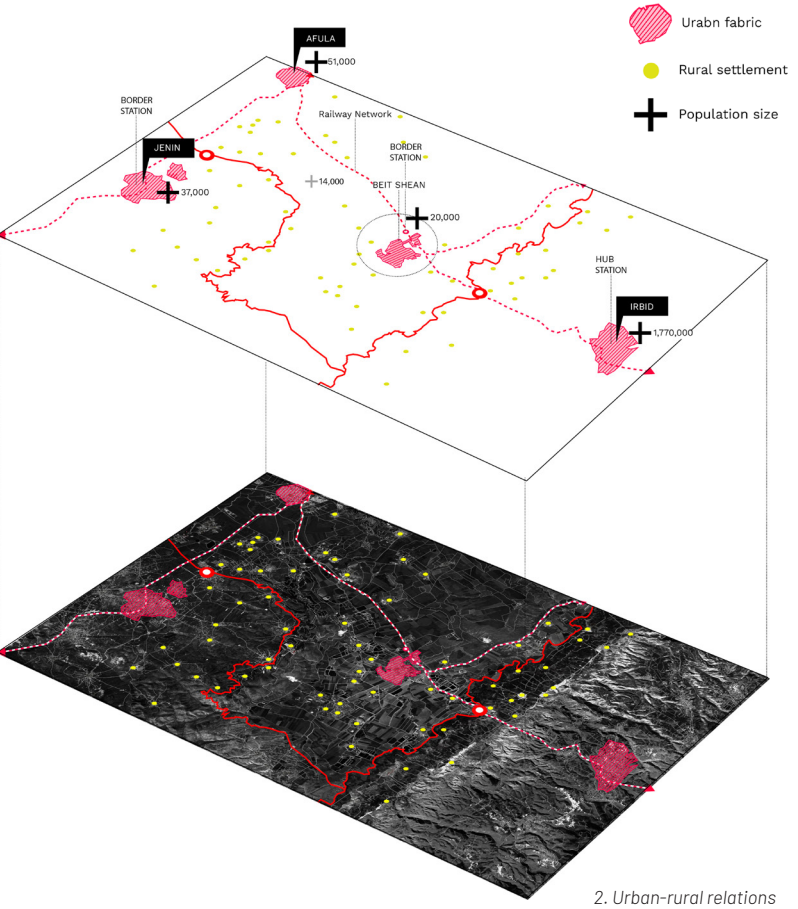 Urabn fabric
Rural settlement
Population size
AFULA
51,000
BORDER
STATION
Railway Network
JENIN
BORDER
STATION
14,000
BEIT SHEAN
37,000
20,000
HUB
STATION
IRBID
1,770,000
2. Urban-rural relations